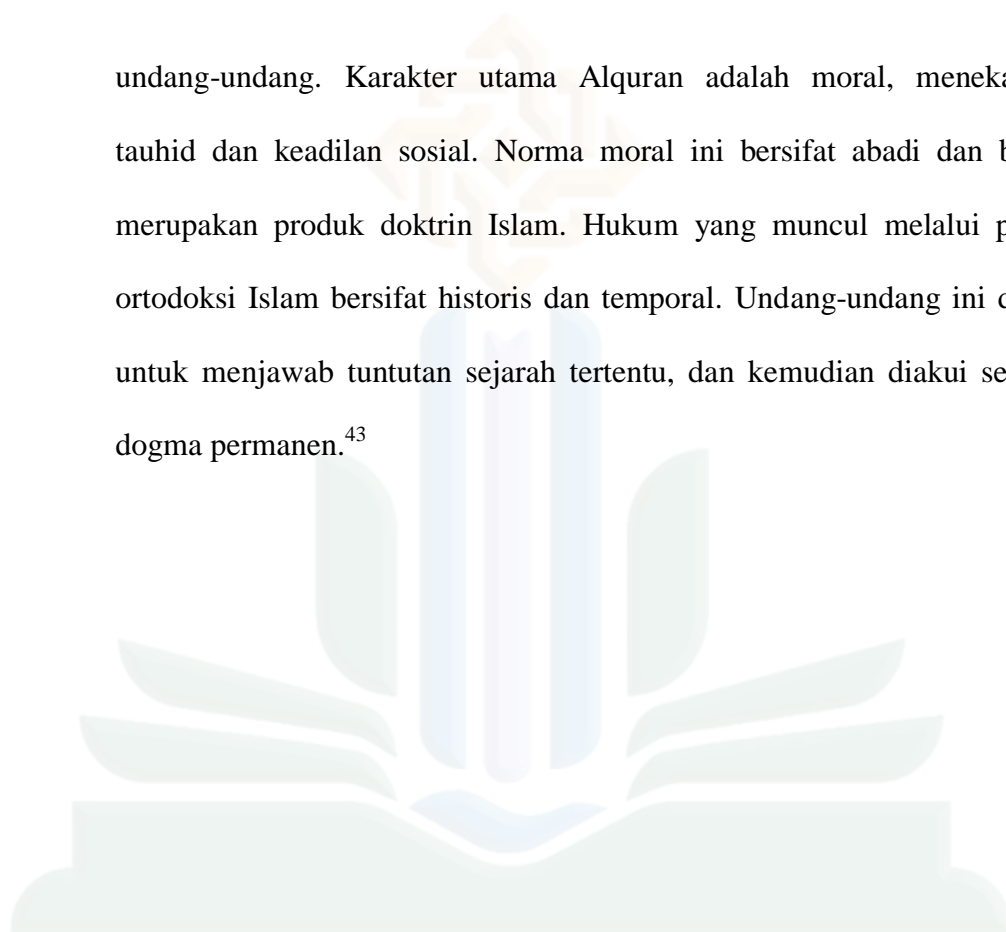 undang-undang. Karakter utama Alquran adalah moral, meneka
tauhid dan keadilan sosial. Norma moral ini bersifat abadi dan b
merupakan produk doktrin Islam. Hukum yang muncul melalui p
ortodoksi Islam bersifat historis dan temporal. Undang-undang ini d
untuk menjawab tuntutan sejarah tertentu, dan kemudian diakui se
dogma permanen.43